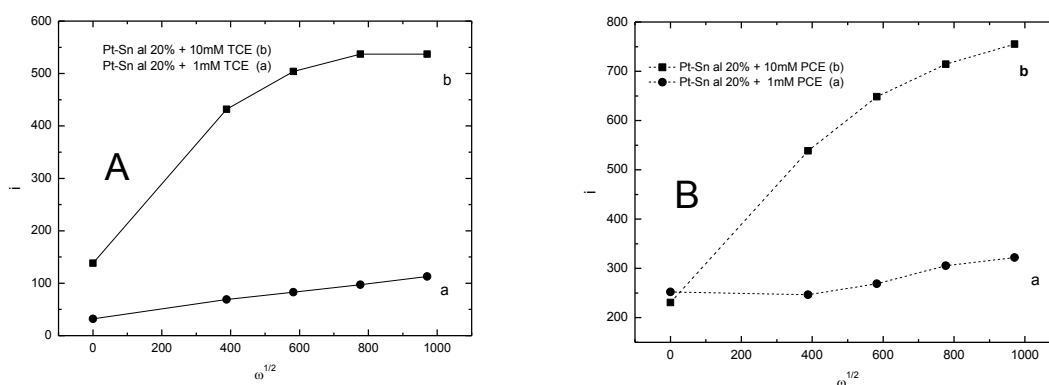 600
500
400
300
200
100
0
i
Pt-Sn al 20% + 10mM TCE (b)
Pt-Sn al 20% + 1mM TCE (a)
A
b
a
0 200 400 600 800 1000
ω^1/2
800
700
600
500
400
300
200
i
Pt-Sn al 20% + 10mM PCE (b)
Pt-Sn al 20% + 1mM PCE (a)
B
b
a
0 200 400 600 800 1000
ω^1/2